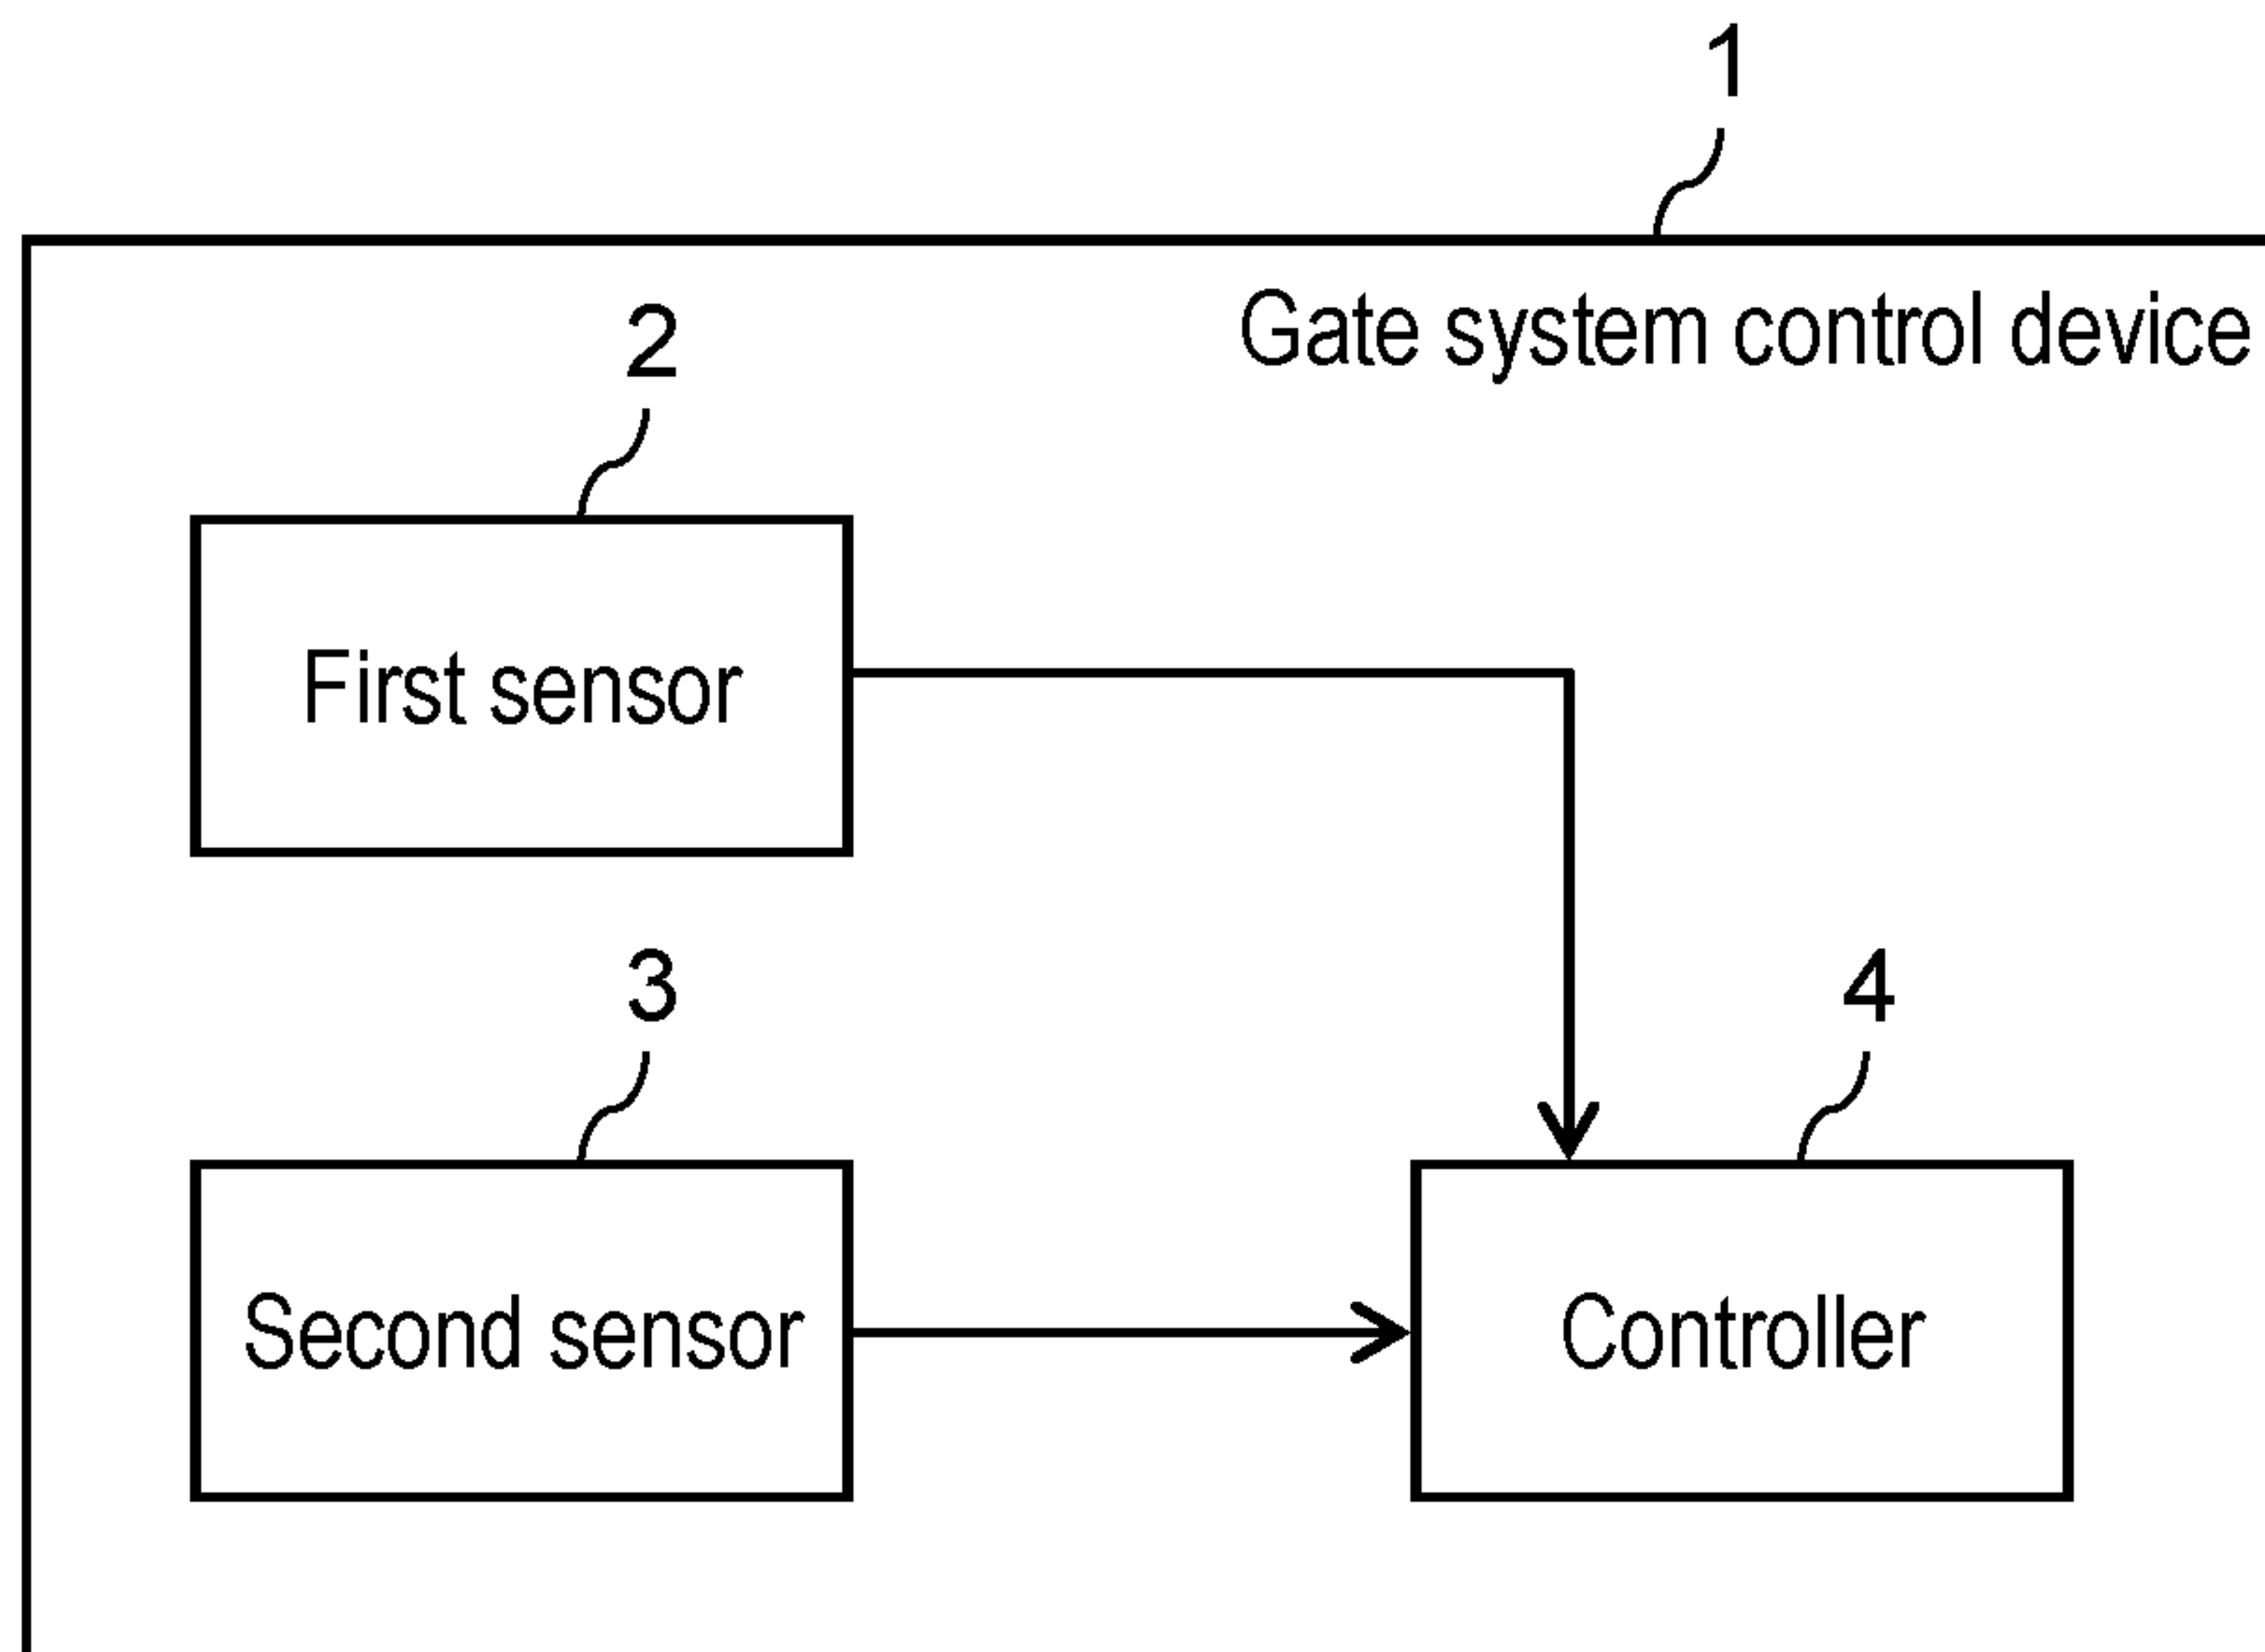 1
Gate system control device
2
First sensor
3
4
Second sensor
Controller